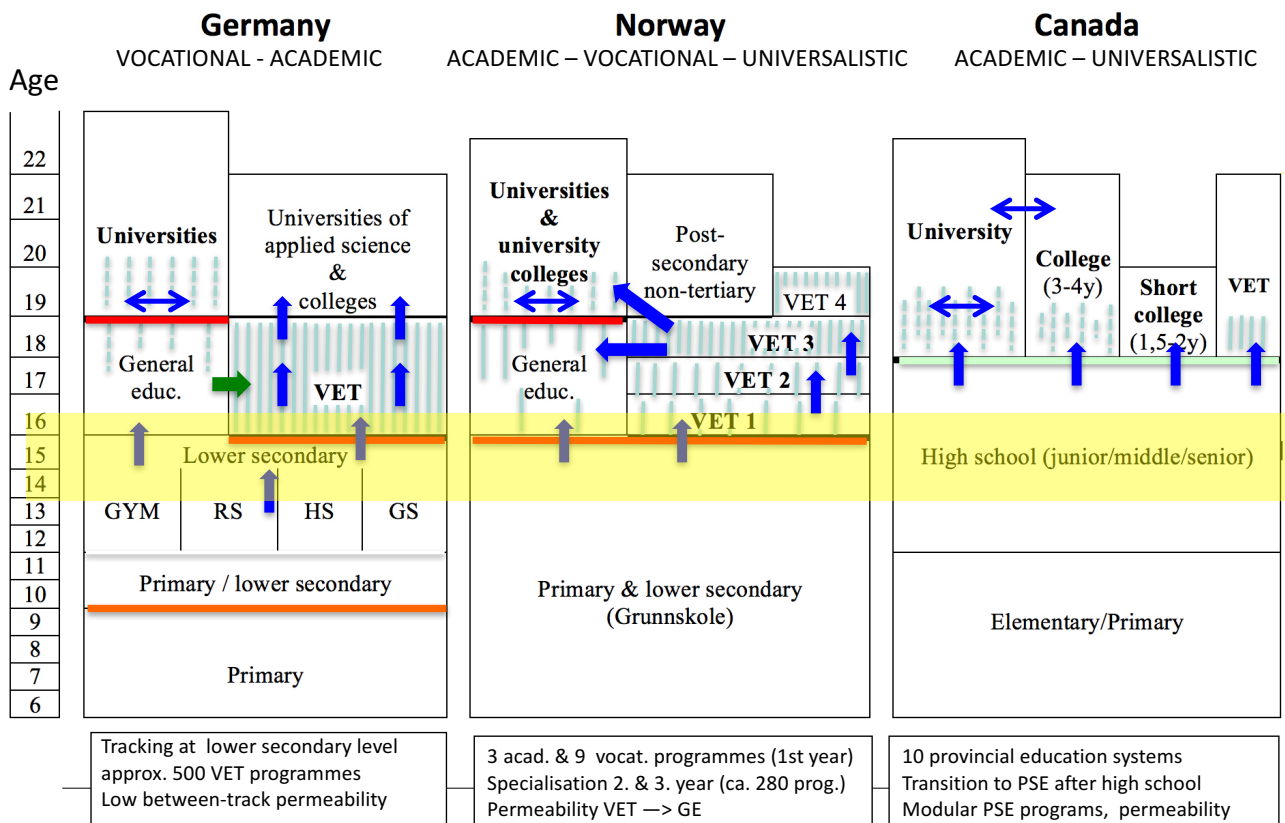 Germany
VOCATIONAL - ACADEMIC
Norway
ACADEMIC – VOCATIONAL – UNIVERSALISTIC
Canada
ACADEMIC – UNIVERSALISTIC
Age
22
21
20
19
18
17
16
15
14
13
12
11
10
9
8
7
6
Universities
Universities of
applied science
&
colleges
General
educ.
VET
Lower secondary
GYM
RS
HS
GS
Primary / lower secondary
Primary
Universities
&
university
colleges
Post-
secondary
non-tertiary
VET 4
VET 3
VET 2
VET 1
General
educ.
Primary & lower secondary
(Grunnskole)
University
College
(3-4y)
Short
college
(1,5-2y)
VET
High school (junior/middle/senior)
Elementary/Primary
Tracking at lower secondary level
approx. 500 VET programmes
Low between-track permeability
3 acad. & 9 vocat. programmes (1st year)
Specialisation 2. & 3. year (ca. 280 prog.)
Permeability VET —> GE
10 provincial education systems
Transition to PSE after high school
Modular PSE programs, permeability